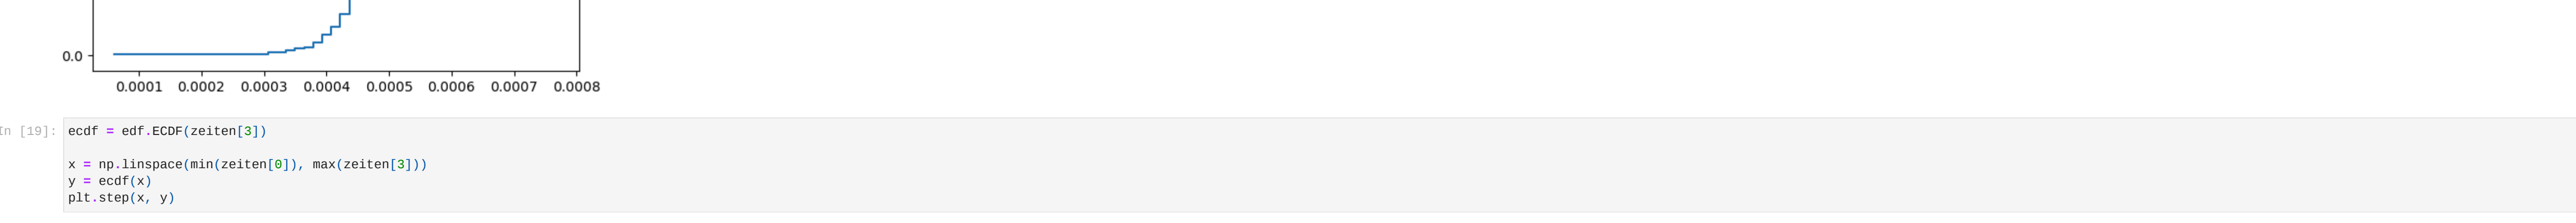 0.0
0.0001 0.0002 0.0003 0.0004 0.0005 0.0006 0.0007 0.0008
In [19]: ecdf = edf.ECDF(zeiten[3])
x = np.linspace(min(zeiten[0]), max(zeiten[3]))
y = ecdf(x)
plt.step(x, y)